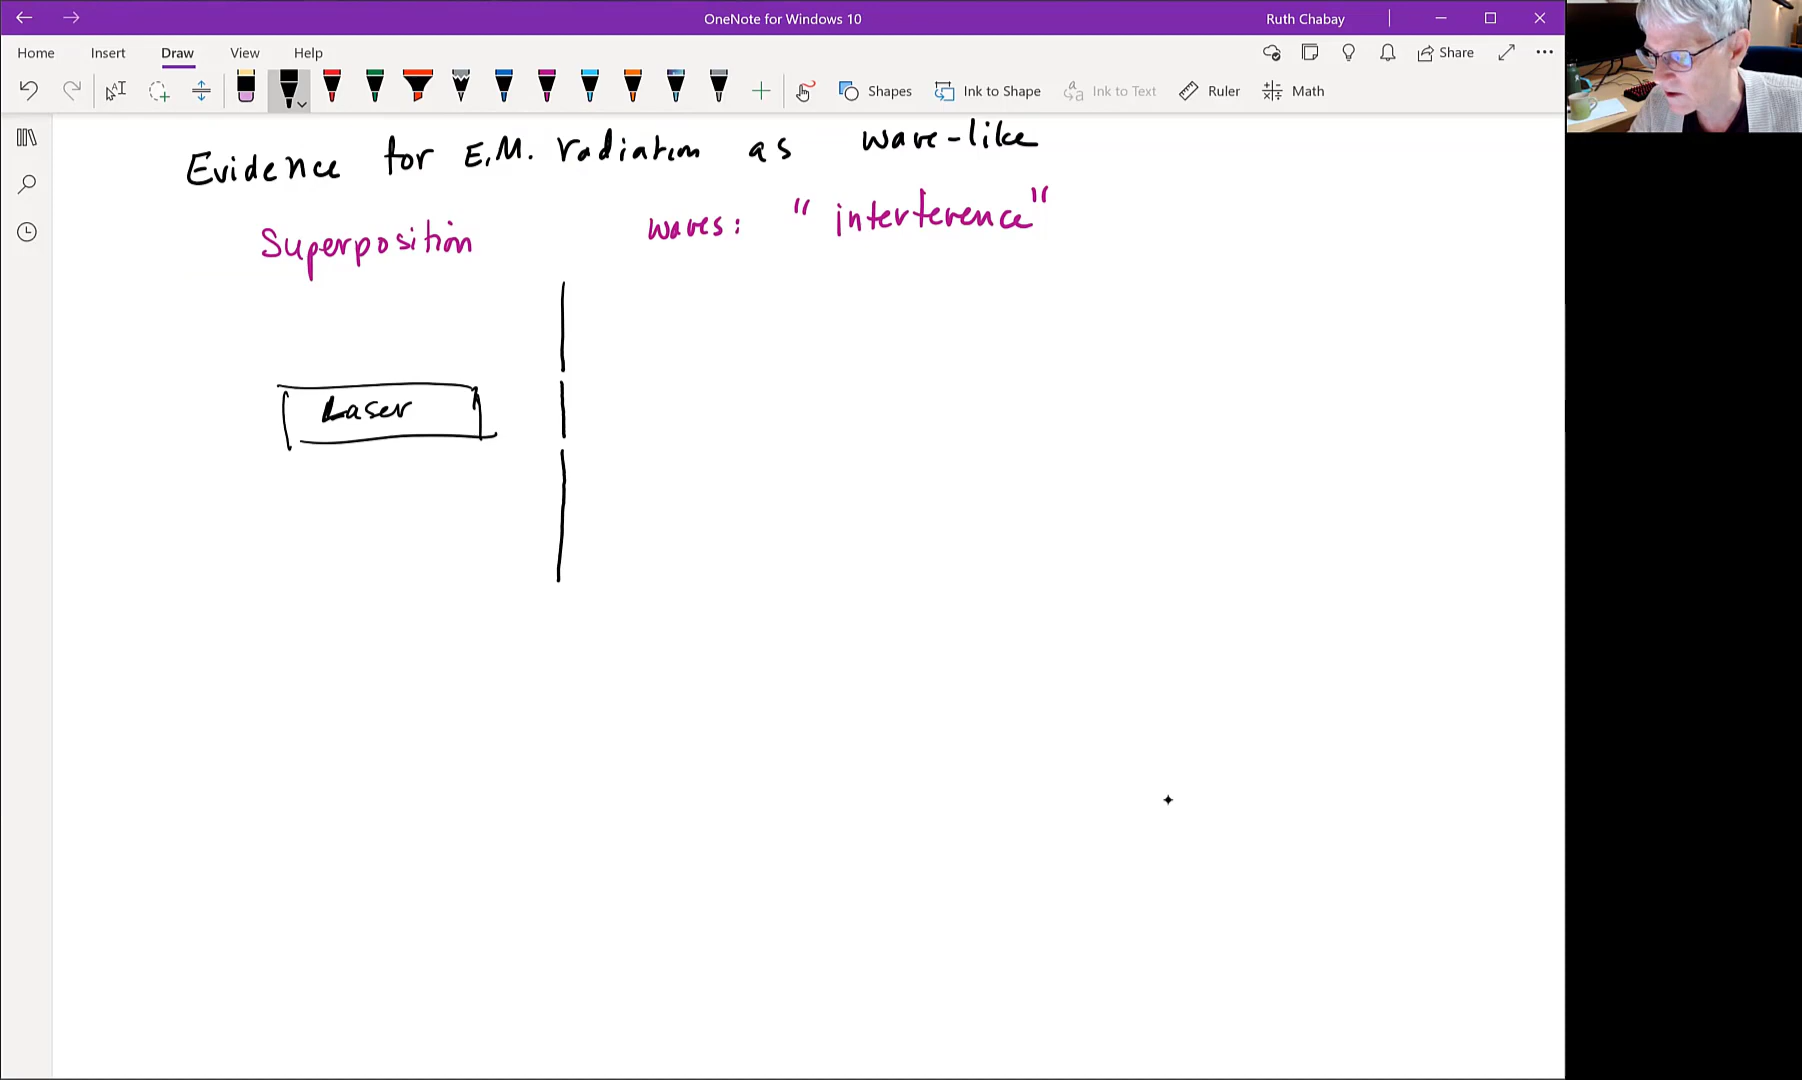 OneNote for Windows 10
Ruth Chabay
Home Insert Draw View Help
Share
Shapes Ink to Shape Ink to Text Ruler Math
Evidence for E.M. radiation as wave-like
Superposition waves: "interference"
Laser